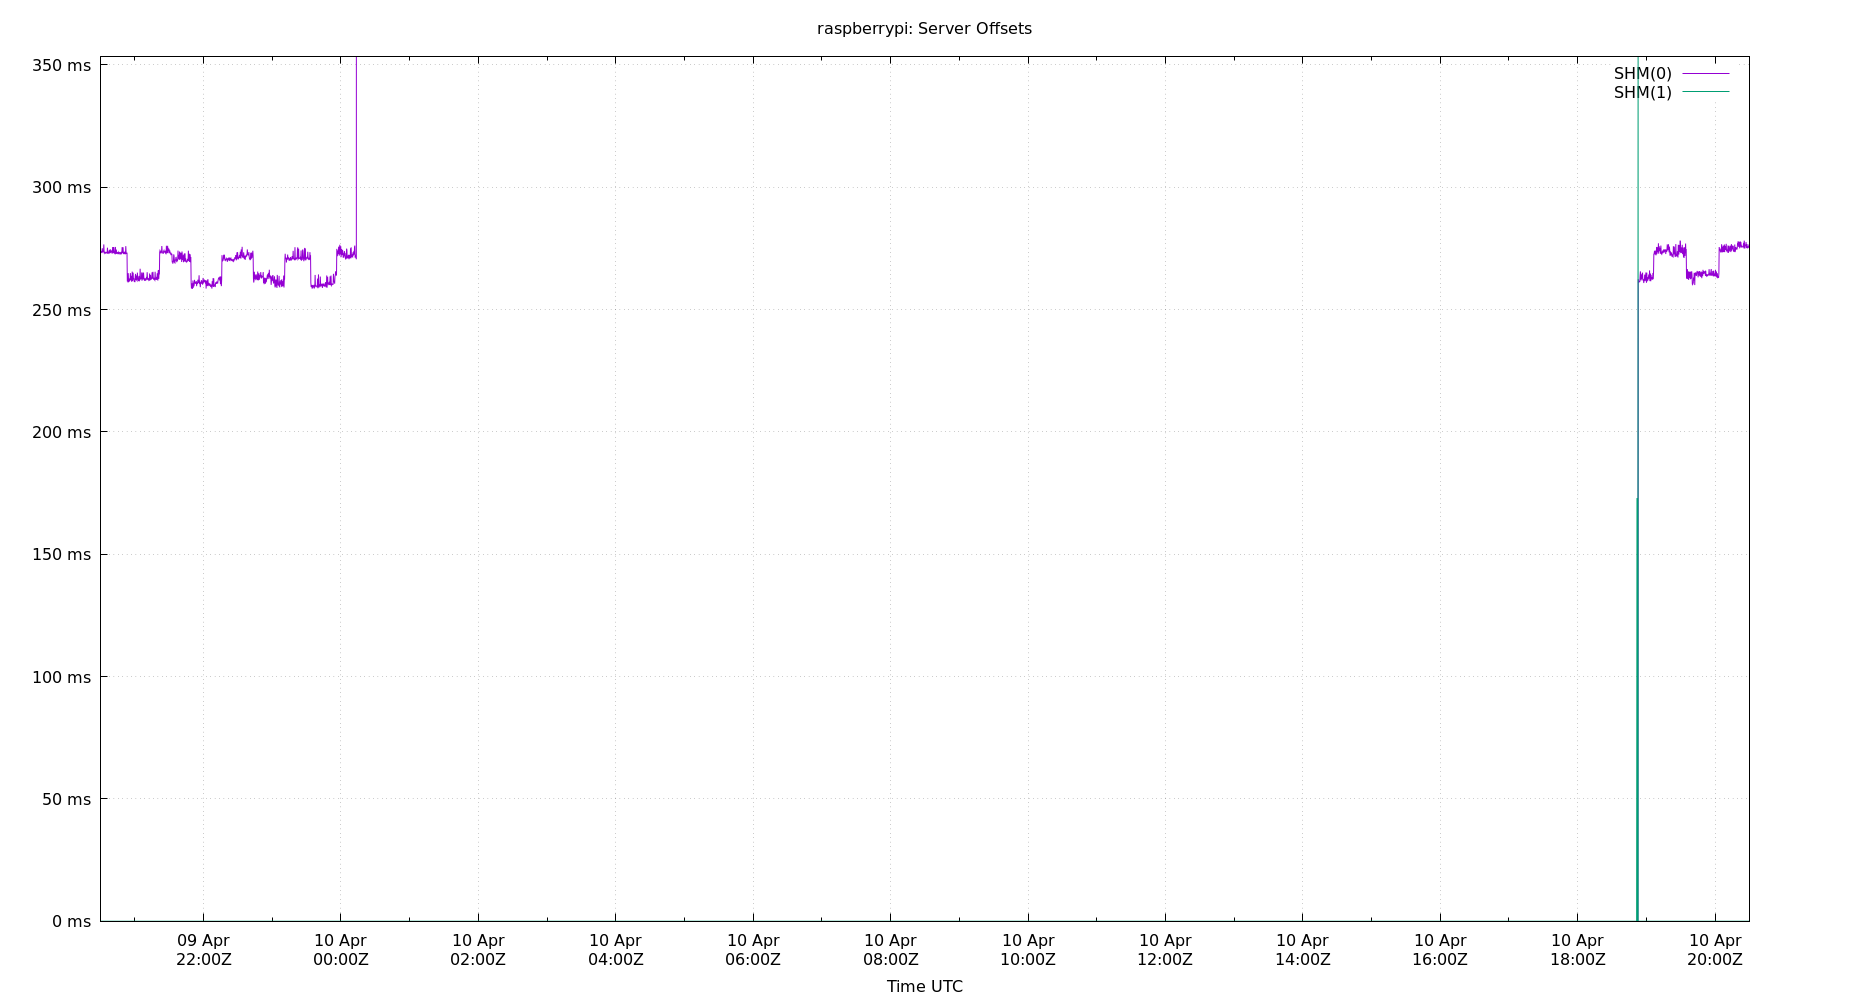 raspberrypi: Server Offsets
350 ms
300 ms
250 ms
200 ms
150 ms
100 ms
50 ms
0 ms
SHM(0)
SHM(1)
09 Apr 10 Apr 10 Apr 10 Apr 10 Apr 10 Apr 10 Apr 10 Apr 10 Apr 10 Apr 10 Apr 10 Apr
22:00Z 00:00Z 02:00Z 04:00Z 06:00Z 08:00Z 10:00Z 12:00Z 14:00Z 16:00Z 18:00Z 20:00Z
Time UTC